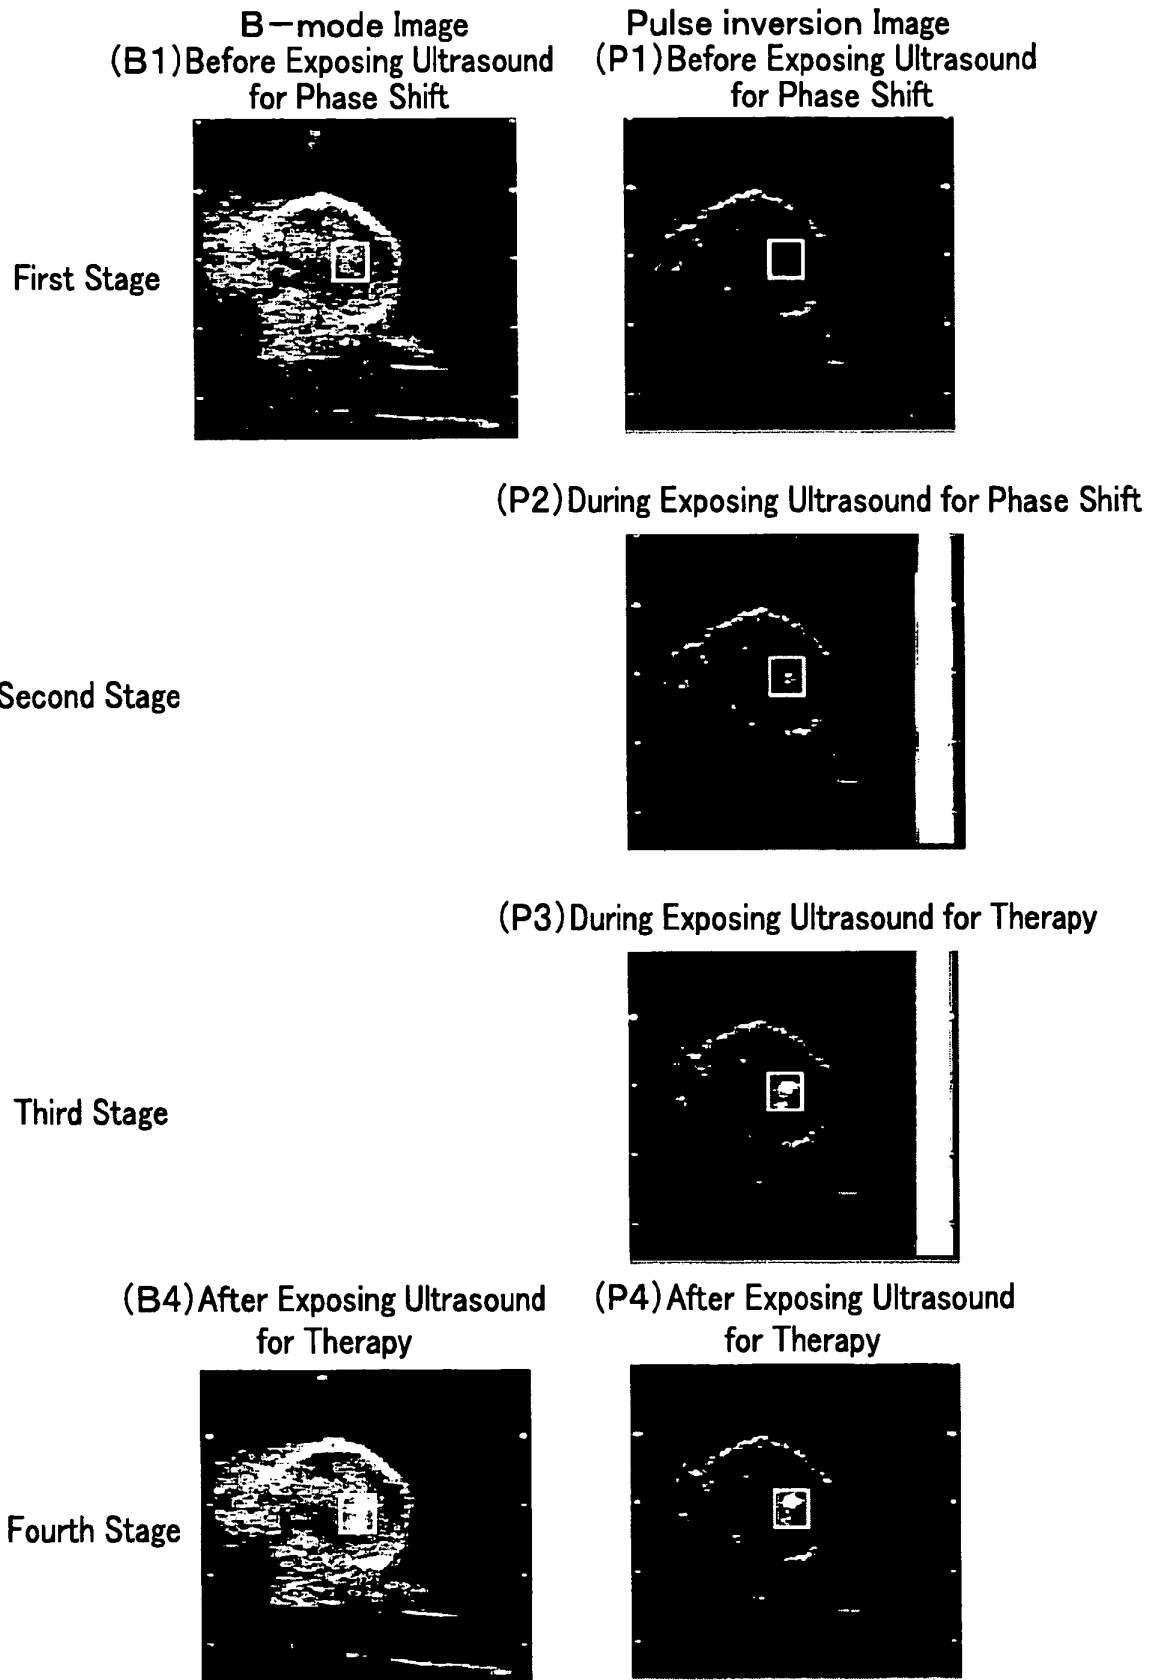 B-mode Image
(B1) Before Exposing Ultrasound
for Phase Shift
Pulse inversion Image
(P1) Before Exposing Ultrasound
for Phase Shift
First Stage
(P2) During Exposing Ultrasound for Phase Shift
Second Stage
(P3) During Exposing Ultrasound for Therapy
Third Stage
(B4) After Exposing Ultrasound
for Therapy
(P4) After Exposing Ultrasound
for Therapy
Fourth Stage